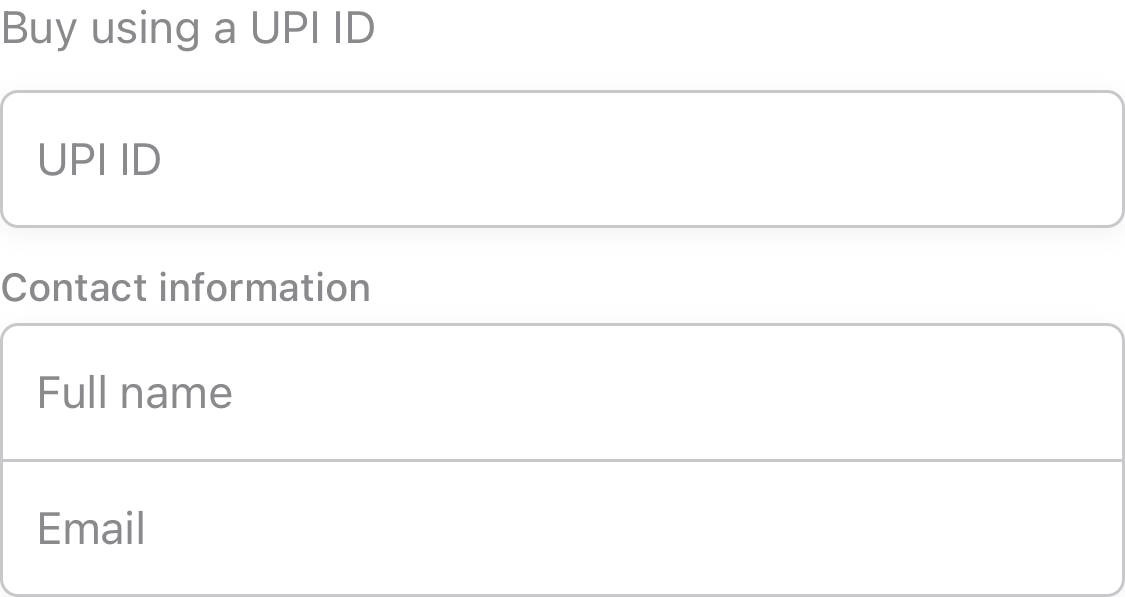 Buy using a UPI ID
UPI ID
Contact information
Full name
Email